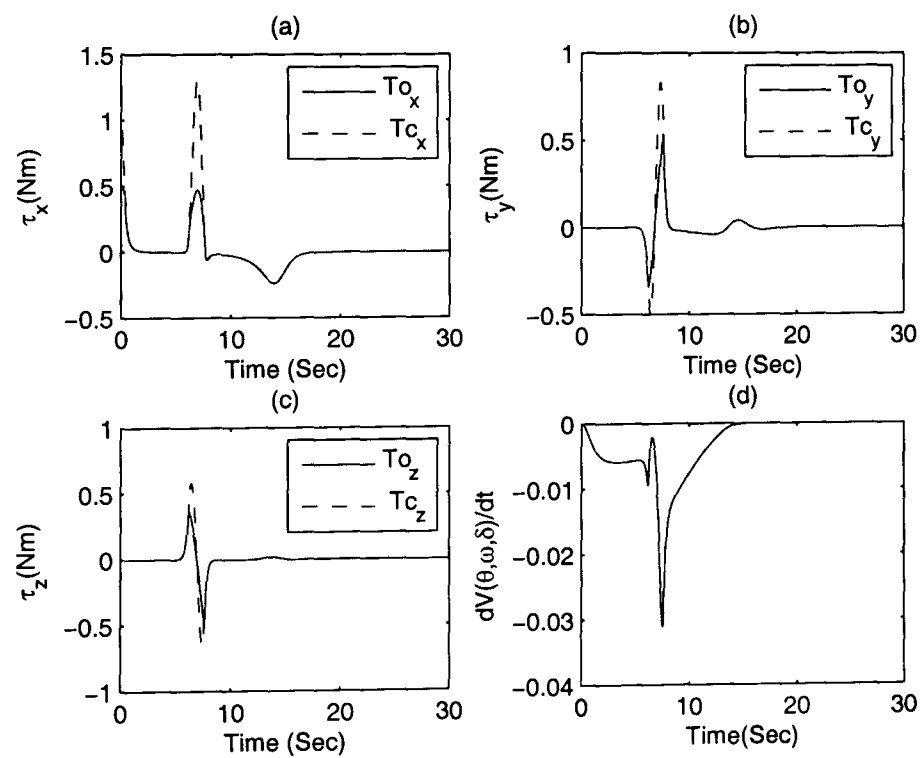 (a)
1.5
1
0.5
0
−0.5
τx(Nm)
Tox
Tcx
0 10 20 30
Time (Sec)
(b)
1
0.5
0
−0.5
τy(Nm)
Toy
Tcy
0 10 20 30
Time (Sec)
(c)
1
0.5
0
−0.5
−1
τz(Nm)
Toz
Tcz
0 10 20 30
Time (Sec)
(d)
0
−0.01
−0.02
−0.03
−0.04
dV(θ,ω,δ)/dt
0 10 20 30
Time(Sec)